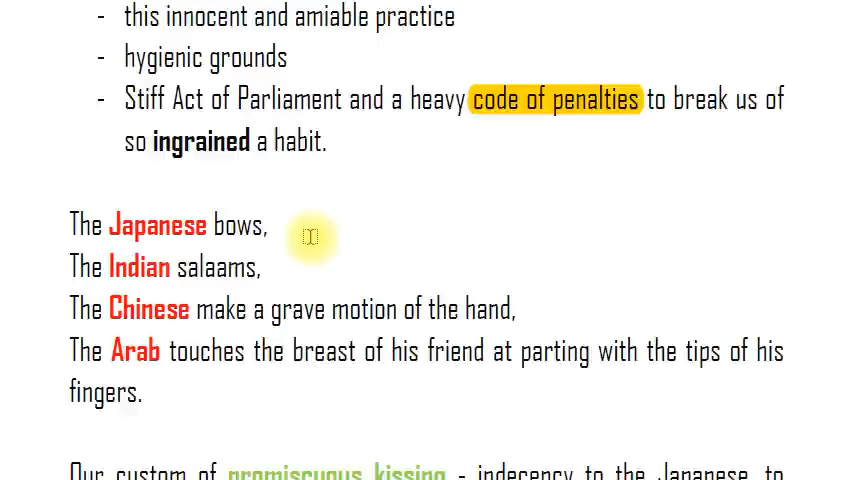 - this innocent and amiable practice
- hygienic grounds
- Stiff Act of Parliament and a heavy code of penalties to break us of
so ingrained a habit.
The Japanese bows,
The Indian salaams,
The Chinese make a grave motion of the hand,
The Arab touches the breast of his friend at parting with the tips of his
fingers.
Our custom of promiscuous kissing - indecency to the Japanese, to